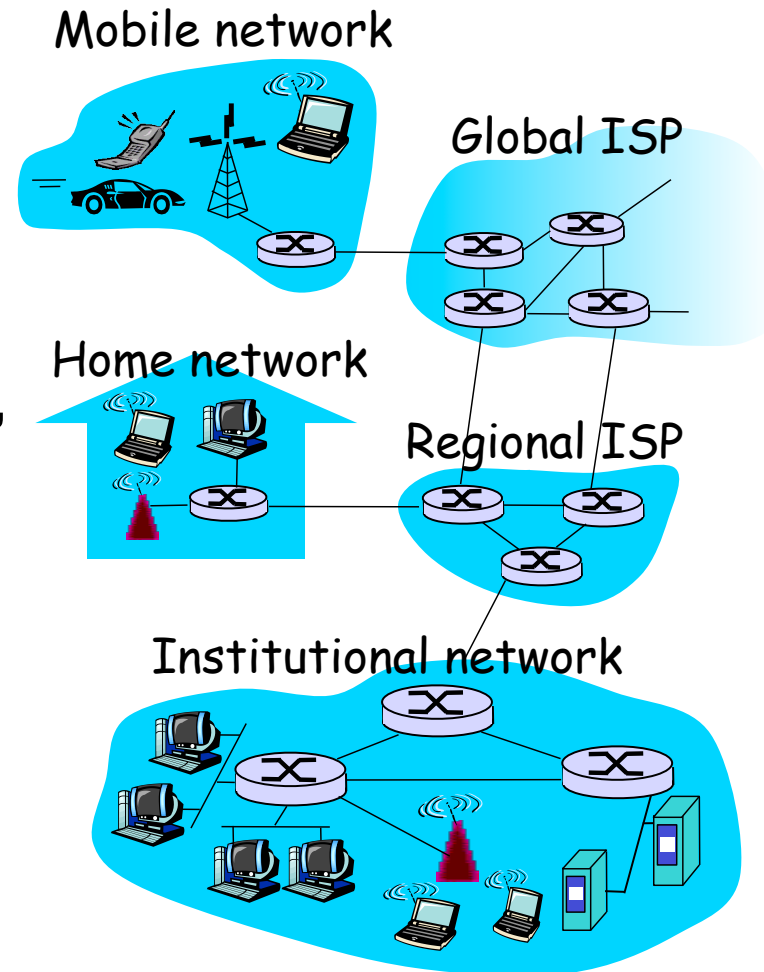 Mobile network
Global ISP
Home network
,
Regional ISP
Institutional network